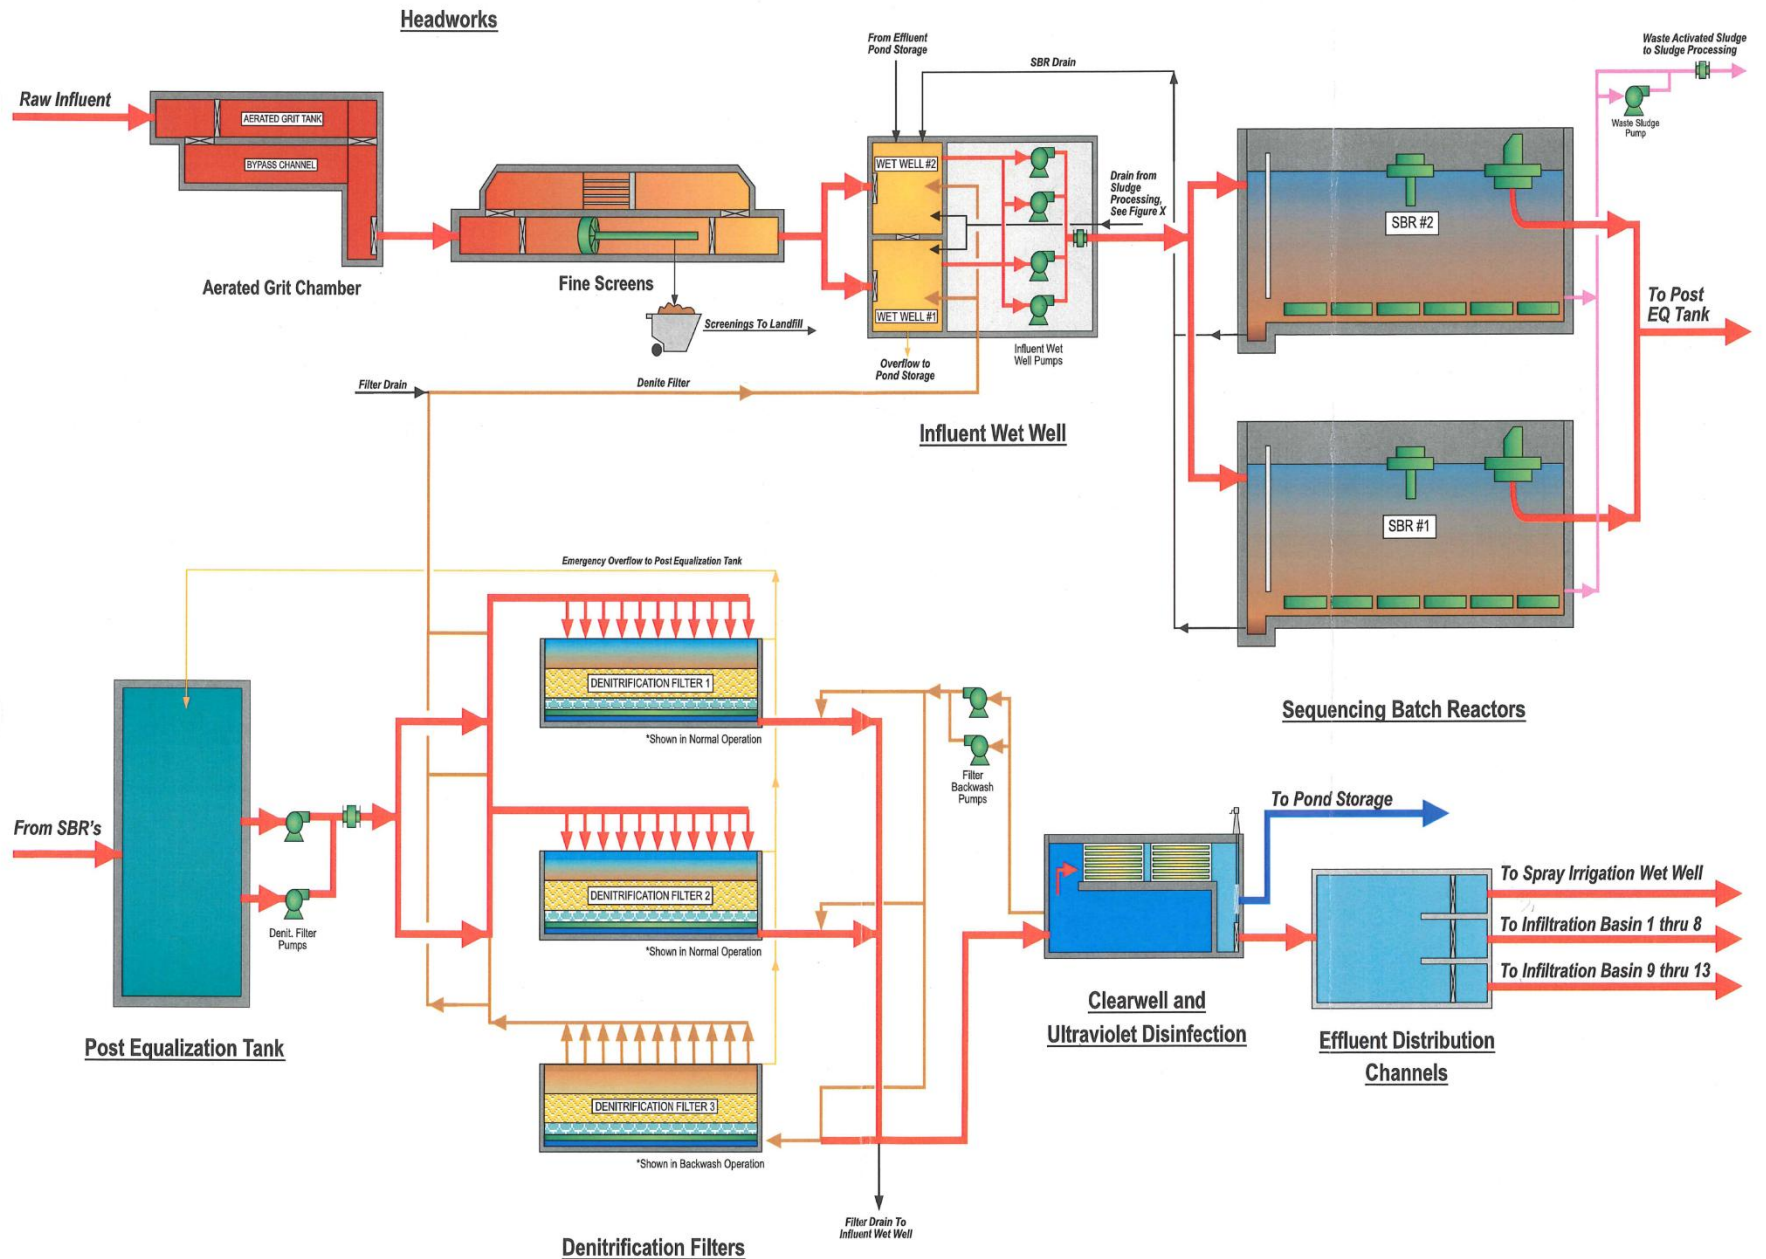 Headworks
From Effluent
Pond Storage
SBR Drain
Waste Activated Sludge
to Sludge Processing
Raw Influent
AERATED GRIT TANK
BYPASS CHANNEL
Waste Sludge
Pump
WET WELL #2
Drain from
Sludge
Processing,
See Figure X
SBR #2
Aerated Grit Chamber
Fine Screens
WET WELL #1
Screenings To Landfill
Overflow to
Pond Storage
Influent Wet
Well Pumps
To Post
EQ Tank
Filter Drain
Denite Filter
Influent Wet Well
SBR #1
Emergency Overflow to Post Equalization Tank
DENITRIFICATION FILTER 1
*Shown in Normal Operation
Sequencing Batch Reactors
Filter
Backwash
Pumps
To Pond Storage
From SBR's
DENITRIFICATION FILTER 2
*Shown in Normal Operation
Denit. Filter
Pumps
To Spray Irrigation Wet Well
To Infiltration Basin 1 thru 8
To Infiltration Basin 9 thru 13
Post Equalization Tank
Clearwell and
Ultraviolet Disinfection
Effluent Distribution
Channels
DENITRIFICATION FILTER 3
*Shown in Backwash Operation
Filter Drain To
Influent Wet Well
Denitrification Filters